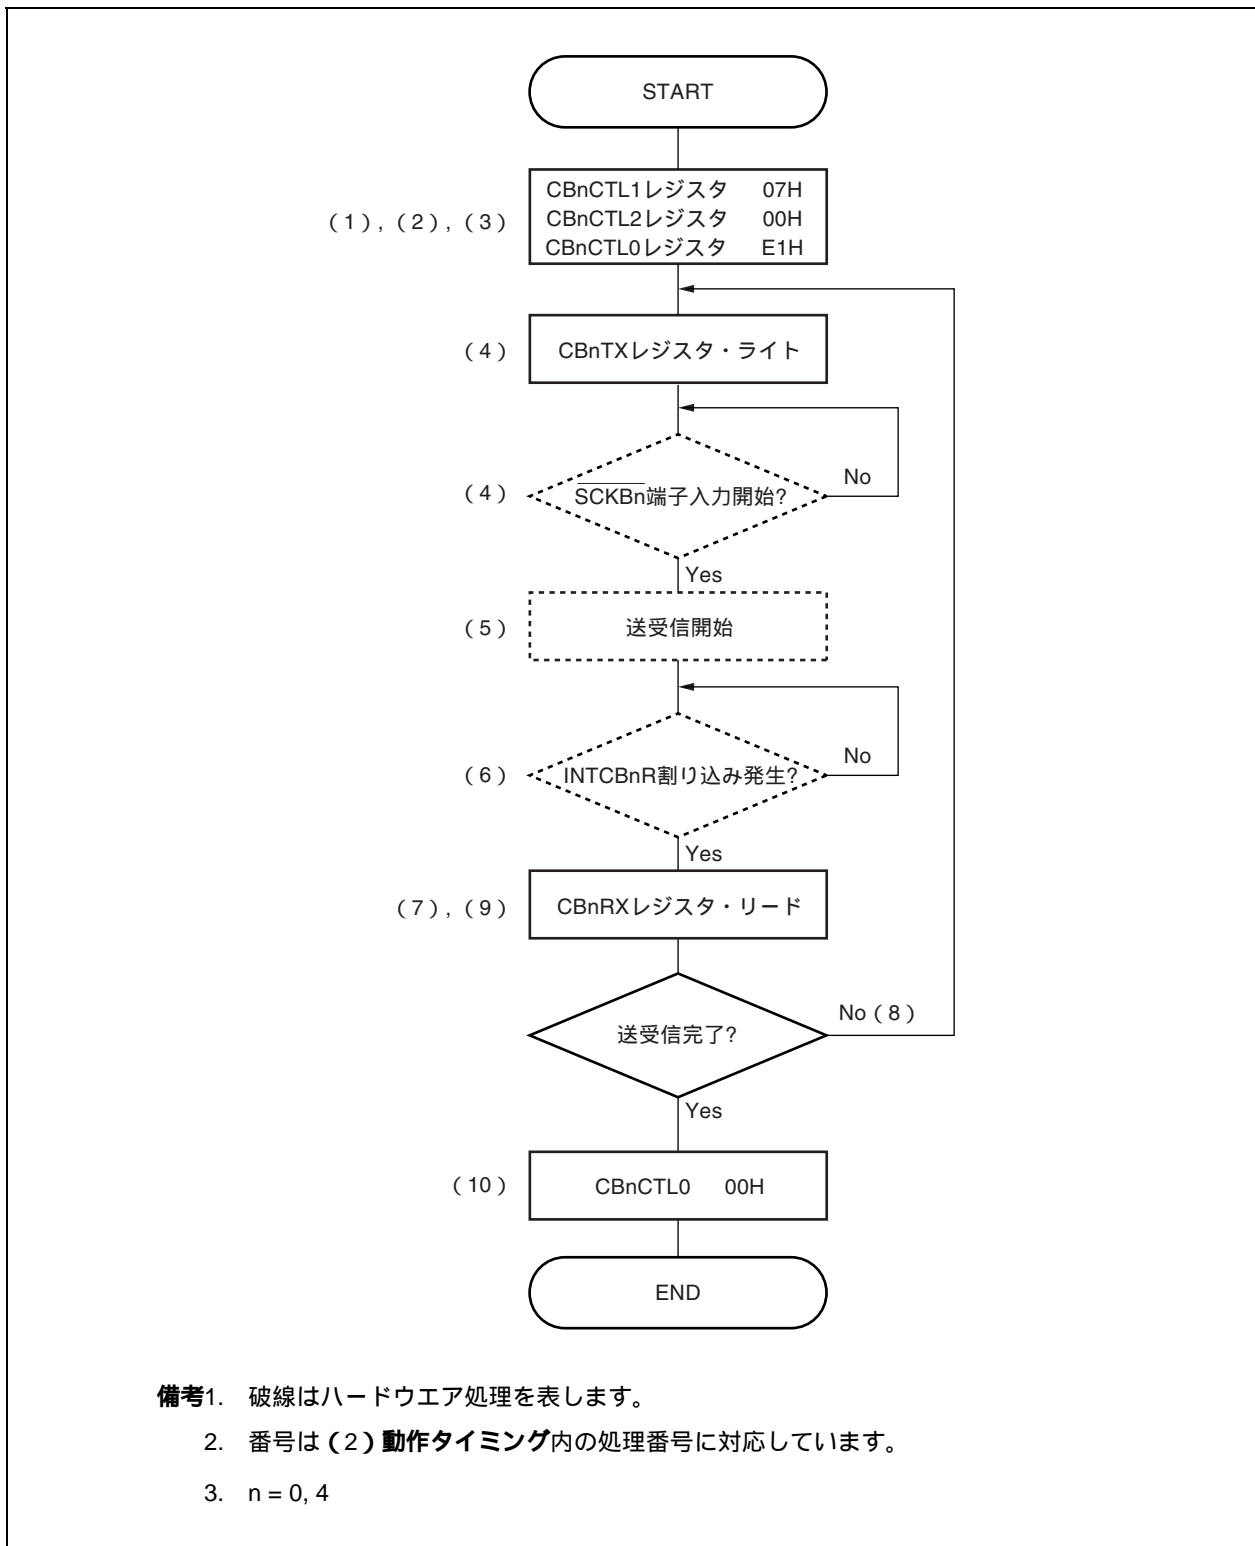 START
CBnCTL1レジスタ 07H
(1), (2), (3) CBnCTL2レジスタ 00H
CBnCTL0レジスタ E1H
(4) CBnTXレジスタ・ライト
(4) SCKBn端子入力開始? No
Yes
(5) 送受信開始
(6) INTCBnR割り込み発生? No
Yes
(7), (9) CBnRXレジスタ・リード
送受信完了? No(8)
Yes
(10) CBnCTL0 00H
END
備考1. 破線はハードウエア処理を表します。
2. 番号は(2)動作タイミング内の処理番号に対応しています。
3. n = 0, 4